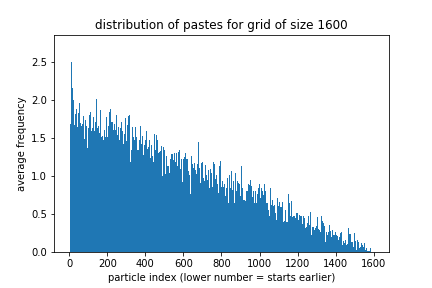 distribution of pastes for grid of size 1600
average frequency
2.5
2.0
1.5
1.0
0.5
0.0
0 200 400 600 800 1000 1200 1400 1600
particle index (lower number = starts earlier)